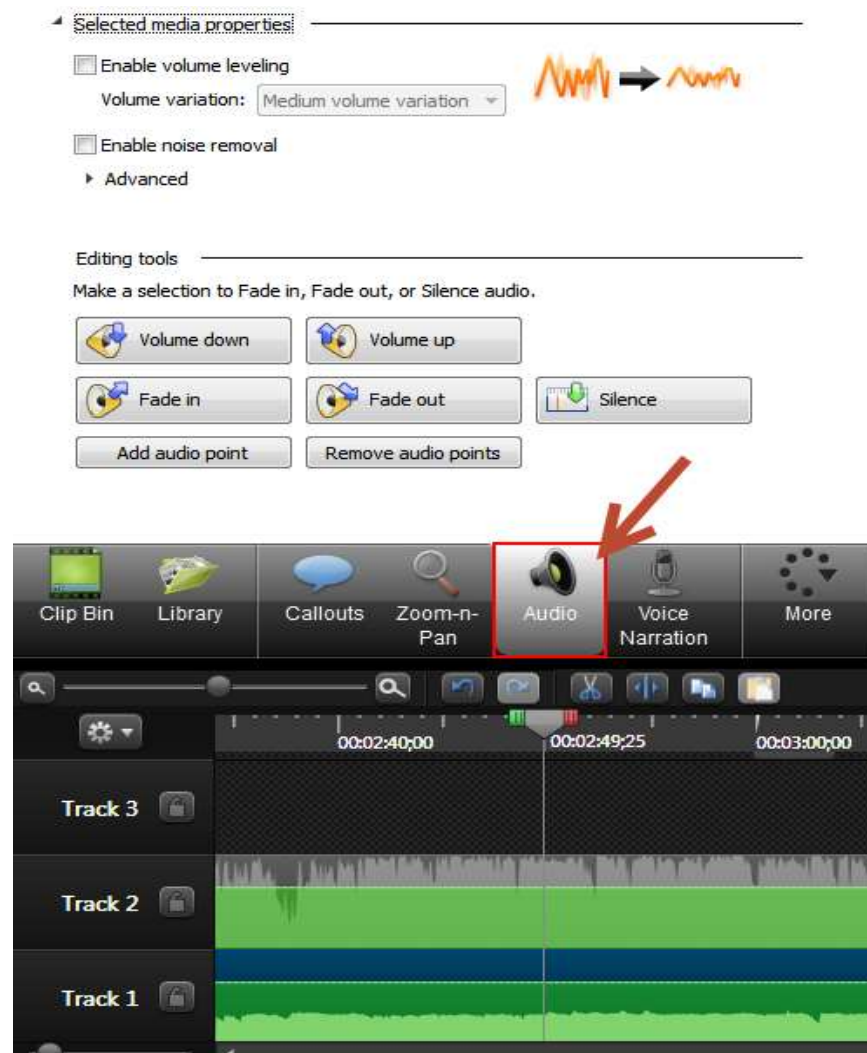 Selected media properties
Enable volume leveling
Volume variation: Medium volume variation
Enable noise removal
Advanced
Editing tools
Make a selection to Fade in, Fade out, or Silence audio.
Volume down Volume up
Fade in Fade out Silence
Add audio point Remove audio points
Clip Bin Library Callouts Zoom-n- Audio Voice More
Pan Narration
00:02:40;00 00:02:49;25 00:03:00;00
Track 3
Track 2
Track 1